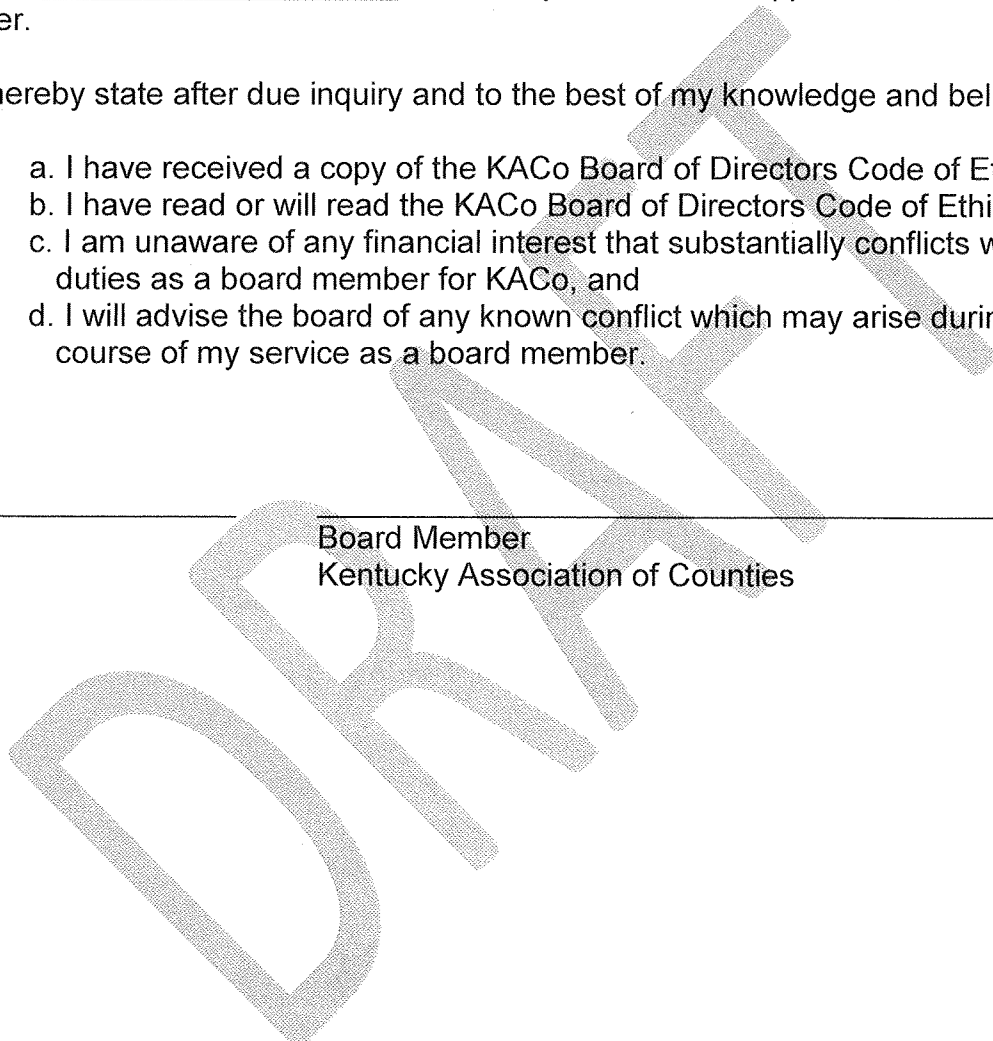 er.
hereby state after due inquiry and to the best of my knowledge and bel
a. I have received a copy of the KACo Board of Directors Code of E
b. I have read or will read the KACo Board of Directors Code of Ethi
c. I am unaware of any financial interest that substantially conflicts w
duties as a board member for KACo, and
d. I will advise the board of any known conflict which may arise durin
course of my service as a board member.
Board Member
Kentucky Association of Counties
DRAFT